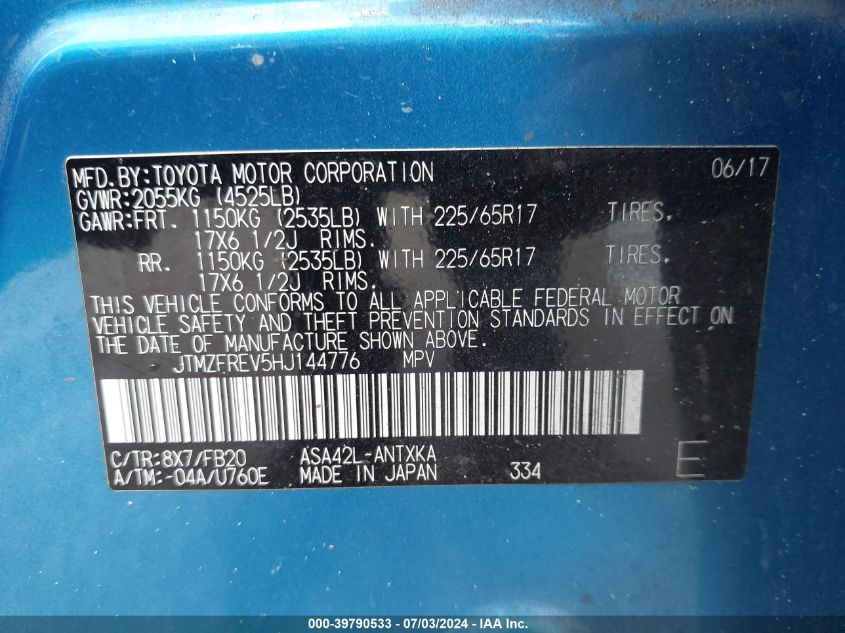 MFD.BY:TOYOTA MOTOR CORPORATION 06/17
GVWR:2055KG (4525LB)
GAWR:FRT. 1150KG (2535LB) WITH 225/65R17 TIRES.
17X6 1/2J RIMS.
RR. 1150KG (2535LB) WITH 225/65R17 TIRES.
17X6 1/2J RIMS.
THIS VEHICLE CONFORMS TO ALL APPLICABLE FEDERAL MOTOR
VEHICLE SAFETY AND THEFT PREVENTION STANDARDS IN EFFECT ON
THE DATE OF MANUFACTURE SHOWN ABOVE.
JTMZFREV5HJ144776 MPV
C/TR:8X7/FB20 ASA42L-ANTXKA
A/TM:-04A/U760E MADE IN JAPAN 334 E
000-39790533 - 07/03/2024 - IAAI.com